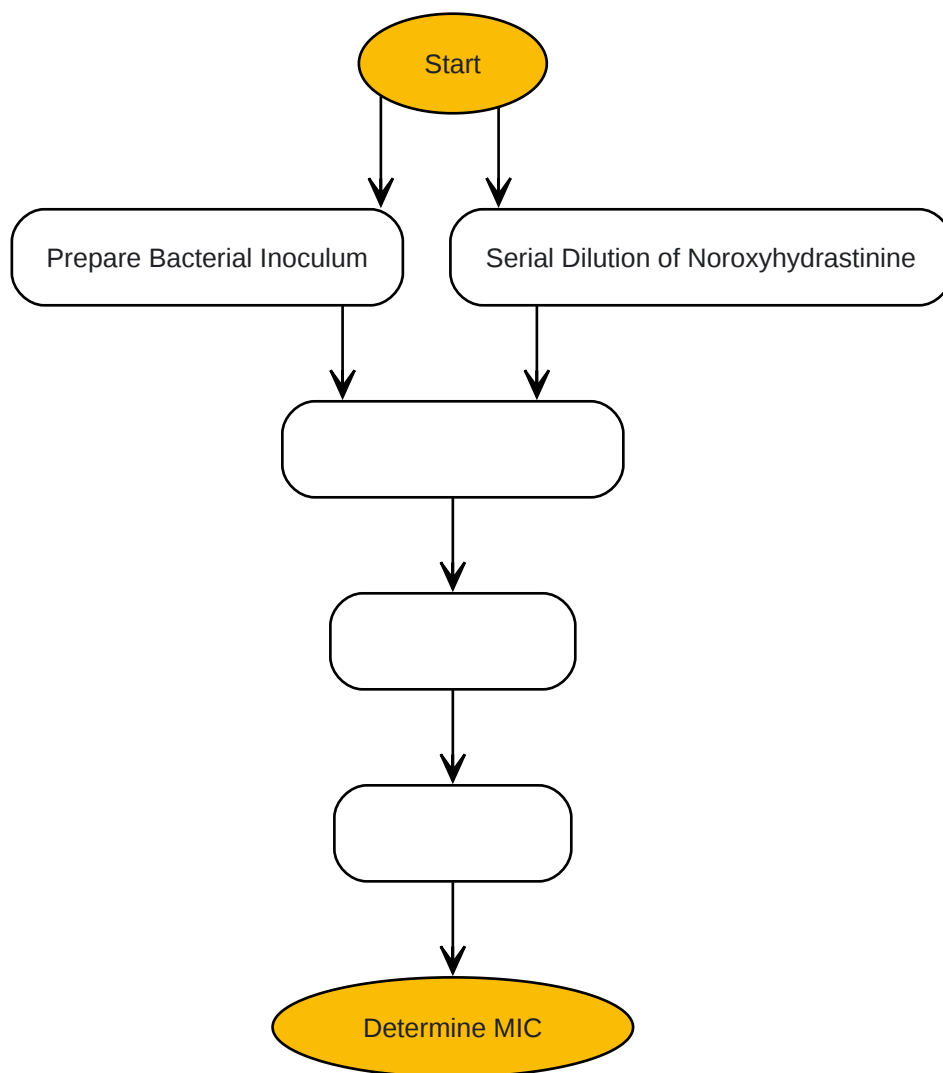 Start
Prepare Bacterial Inoculum
Serial Dilution of Noroxyhydrastinine
Determine MIC